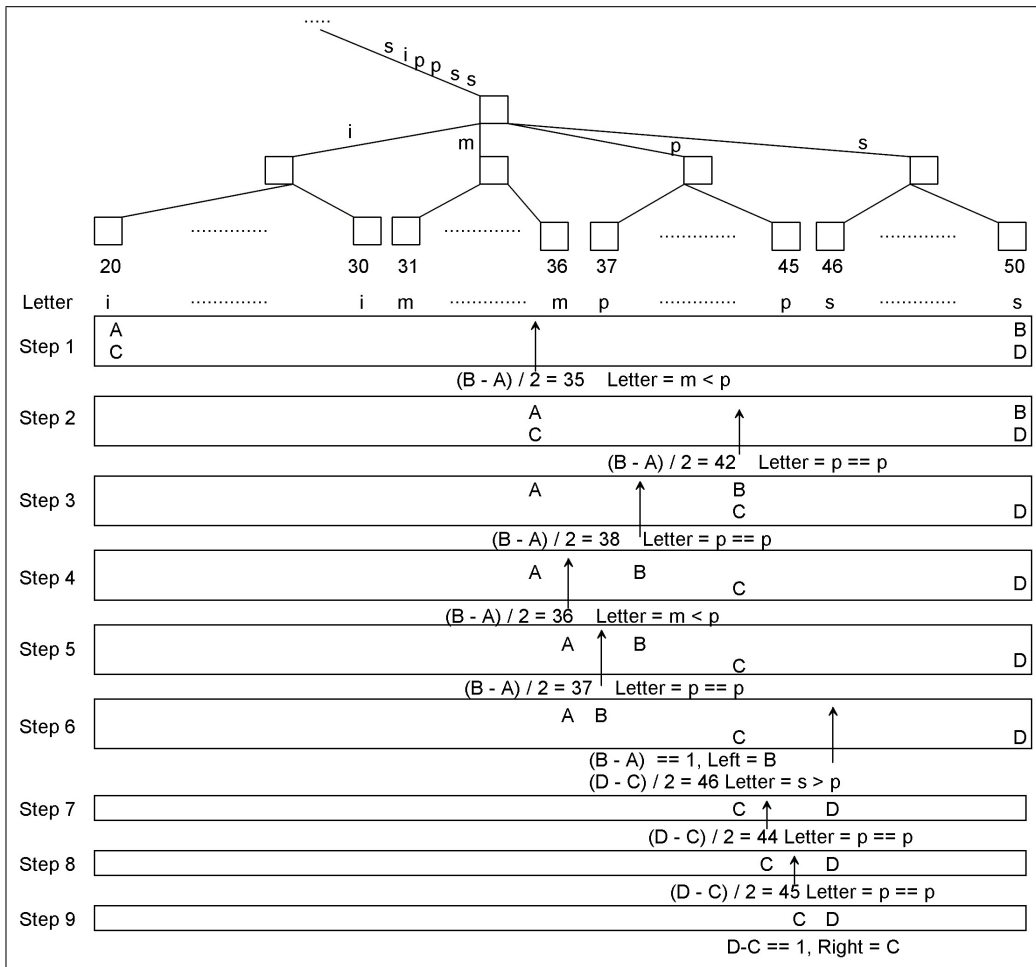 .....
s i p p s s
i m p s
.............. .............. .............. ..............
20 30 31 36 37 45 46 50
Letter i .............. i m .............. m p .............. p s .............. s
Step 1 A B
C D
(B - A) / 2 = 35 Letter = m < p
Step 2 A B
C D
(B - A) / 2 = 42 Letter = p == p
Step 3 A B
C D
(B - A) / 2 = 38 Letter = p == p
Step 4 A B
C D
(B - A) / 2 = 36 Letter = m < p
Step 5 A B
C D
(B - A) / 2 = 37 Letter = p == p
Step 6 A B
C D
(B - A) == 1, Left = B
(D - C) / 2 = 46 Letter = s > p
Step 7 C D
(D - C) / 2 = 44 Letter = p == p
Step 8 C D
(D - C) / 2 = 45 Letter = p == p
Step 9 C D
D-C == 1, Right = C